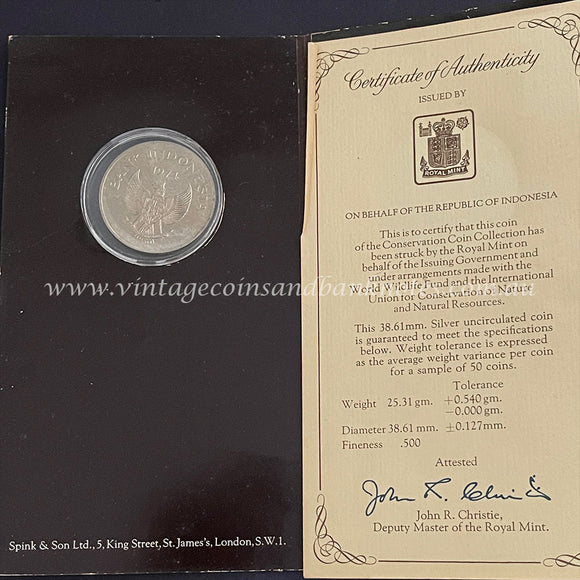 BANK INDONESIA
1974
Spink & Son Ltd., 5, King Street, St. James's, London, S.W.1.
Certificate of Authenticity
ISSUED BY
ROYAL MINT
ON BEHALF OF THE REPUBLIC OF INDONESIA
This is to certify that this coin
of the Conservation Coin Collection has
been struck by the Royal Mint on
behalf of the Issuing Government and
under arrangements made with the
World Wildlife Fund and the International
Union for Conservation of Nature
and Natural Resources.
This 38.61mm. Silver uncirculated coin
is guaranteed to meet the specifications
below. Weight tolerance is expressed
as the average weight variance per coin
for a sample of 50 coins.
Tolerance
Weight 25.31 gm. +0.540 gm.
-0.000 gm.
Diameter 38.61 mm. ±0.127mm.
Fineness .500
Attested
John R. Christie
John R. Christie,
Deputy Master of the Royal Mint.